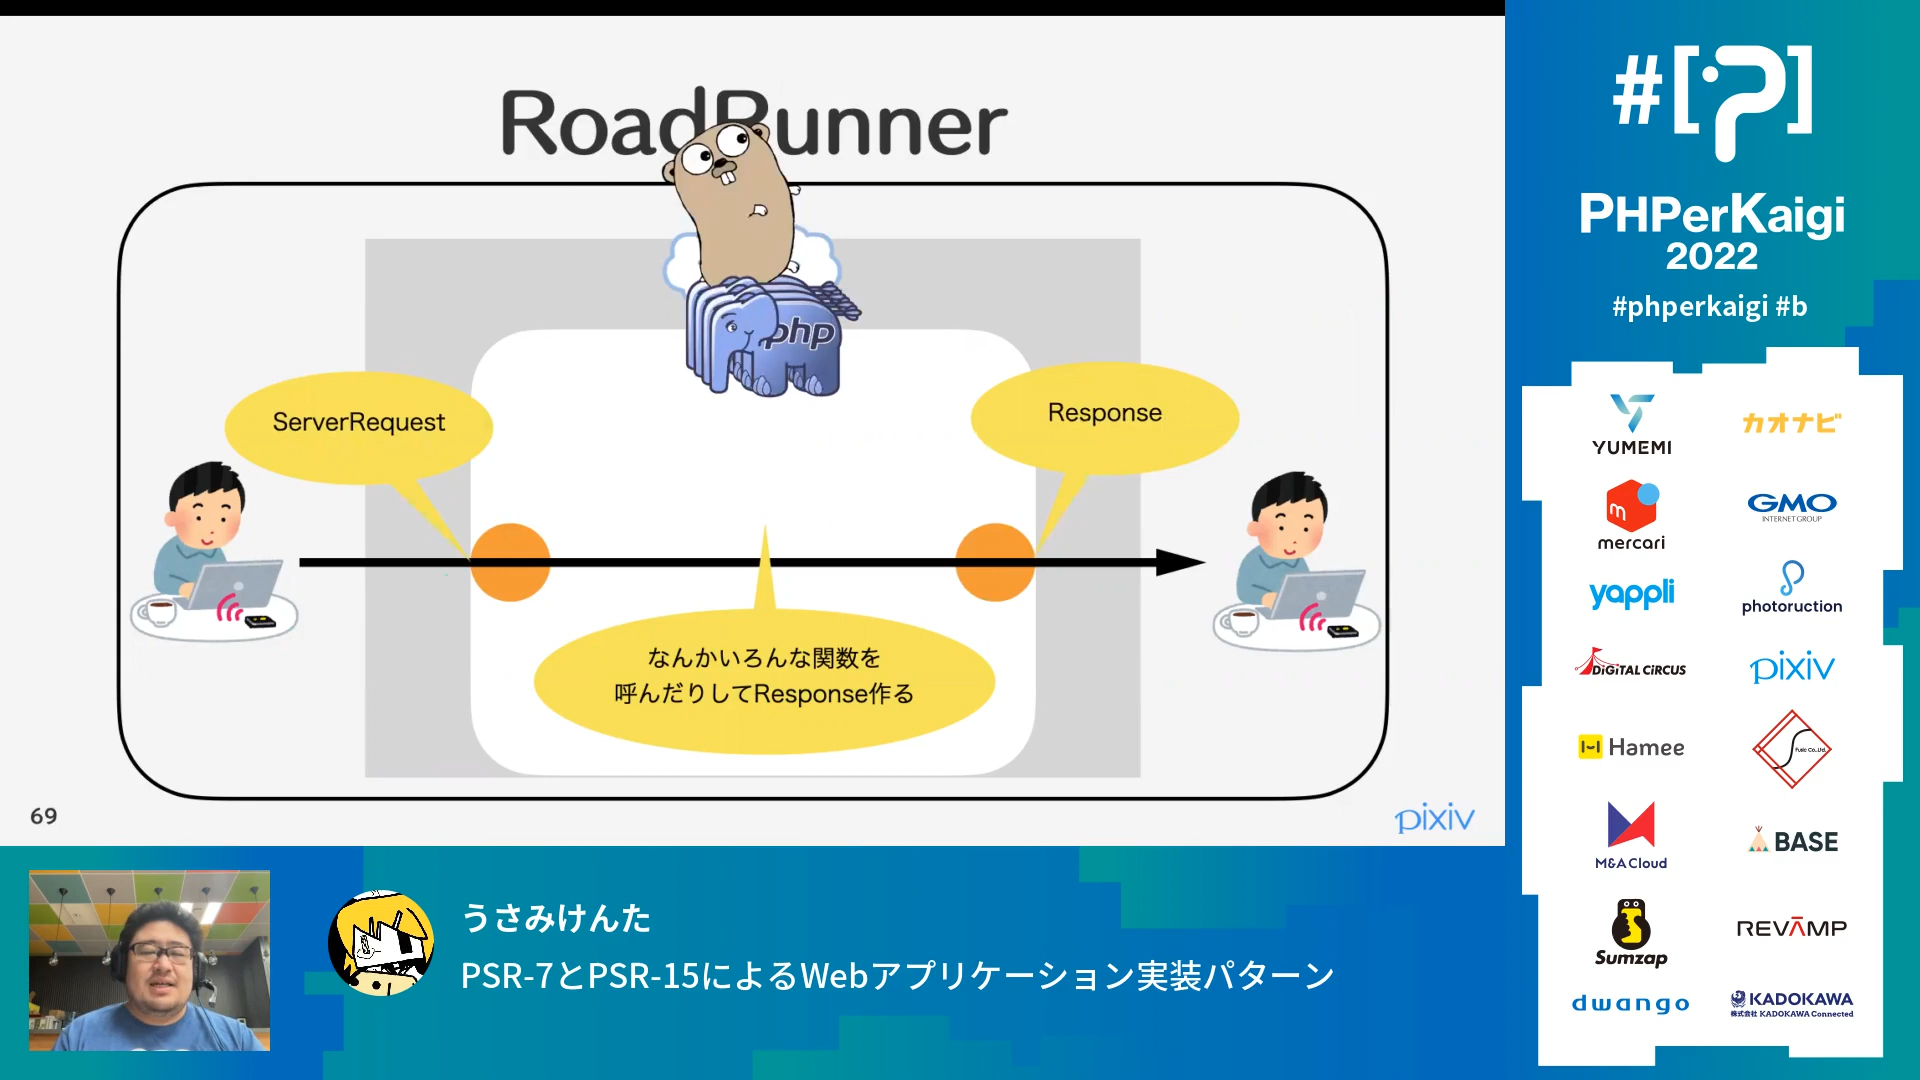 RoadRunner
php
ServerRequest
Response
なんかいろんな関数を
呼んだりしてResponse作る
69
pixiv
うさみけんた
PSR-7とPSR-15によるWebアプリケーション実装パターン
#[P]
PHPerKaigi
2022
#phperkaigi #b
YUMEMI
カオナビ
mercari
GMO
INTERNET GROUP
yappli
photoruction
DiGiTAL CiRCUS
pixiv
Hamee
Fusic Co.,Ltd.
M&A Cloud
BASE
Sumzap
REVAMP
dwango
KADOKAWA
株式会社 KADOKAWA Connected